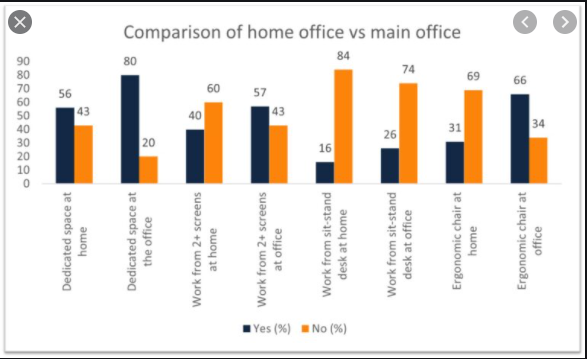 Comparison of home office vs main office
90
80
70
60
50
40
30
20
10
0
56
43
80
20
40
60
57
43
16
84
26
74
31
69
66
34
Dedicated space at
home
Dedicated space at
the office
Work from 2+ screens
at home
Work from 2+ screens
at office
Work from sit-stand
desk at home
Work from sit-stand
desk at office
Ergonomic chair at
home
Ergonomic chair at
office
Yes (%) No (%)